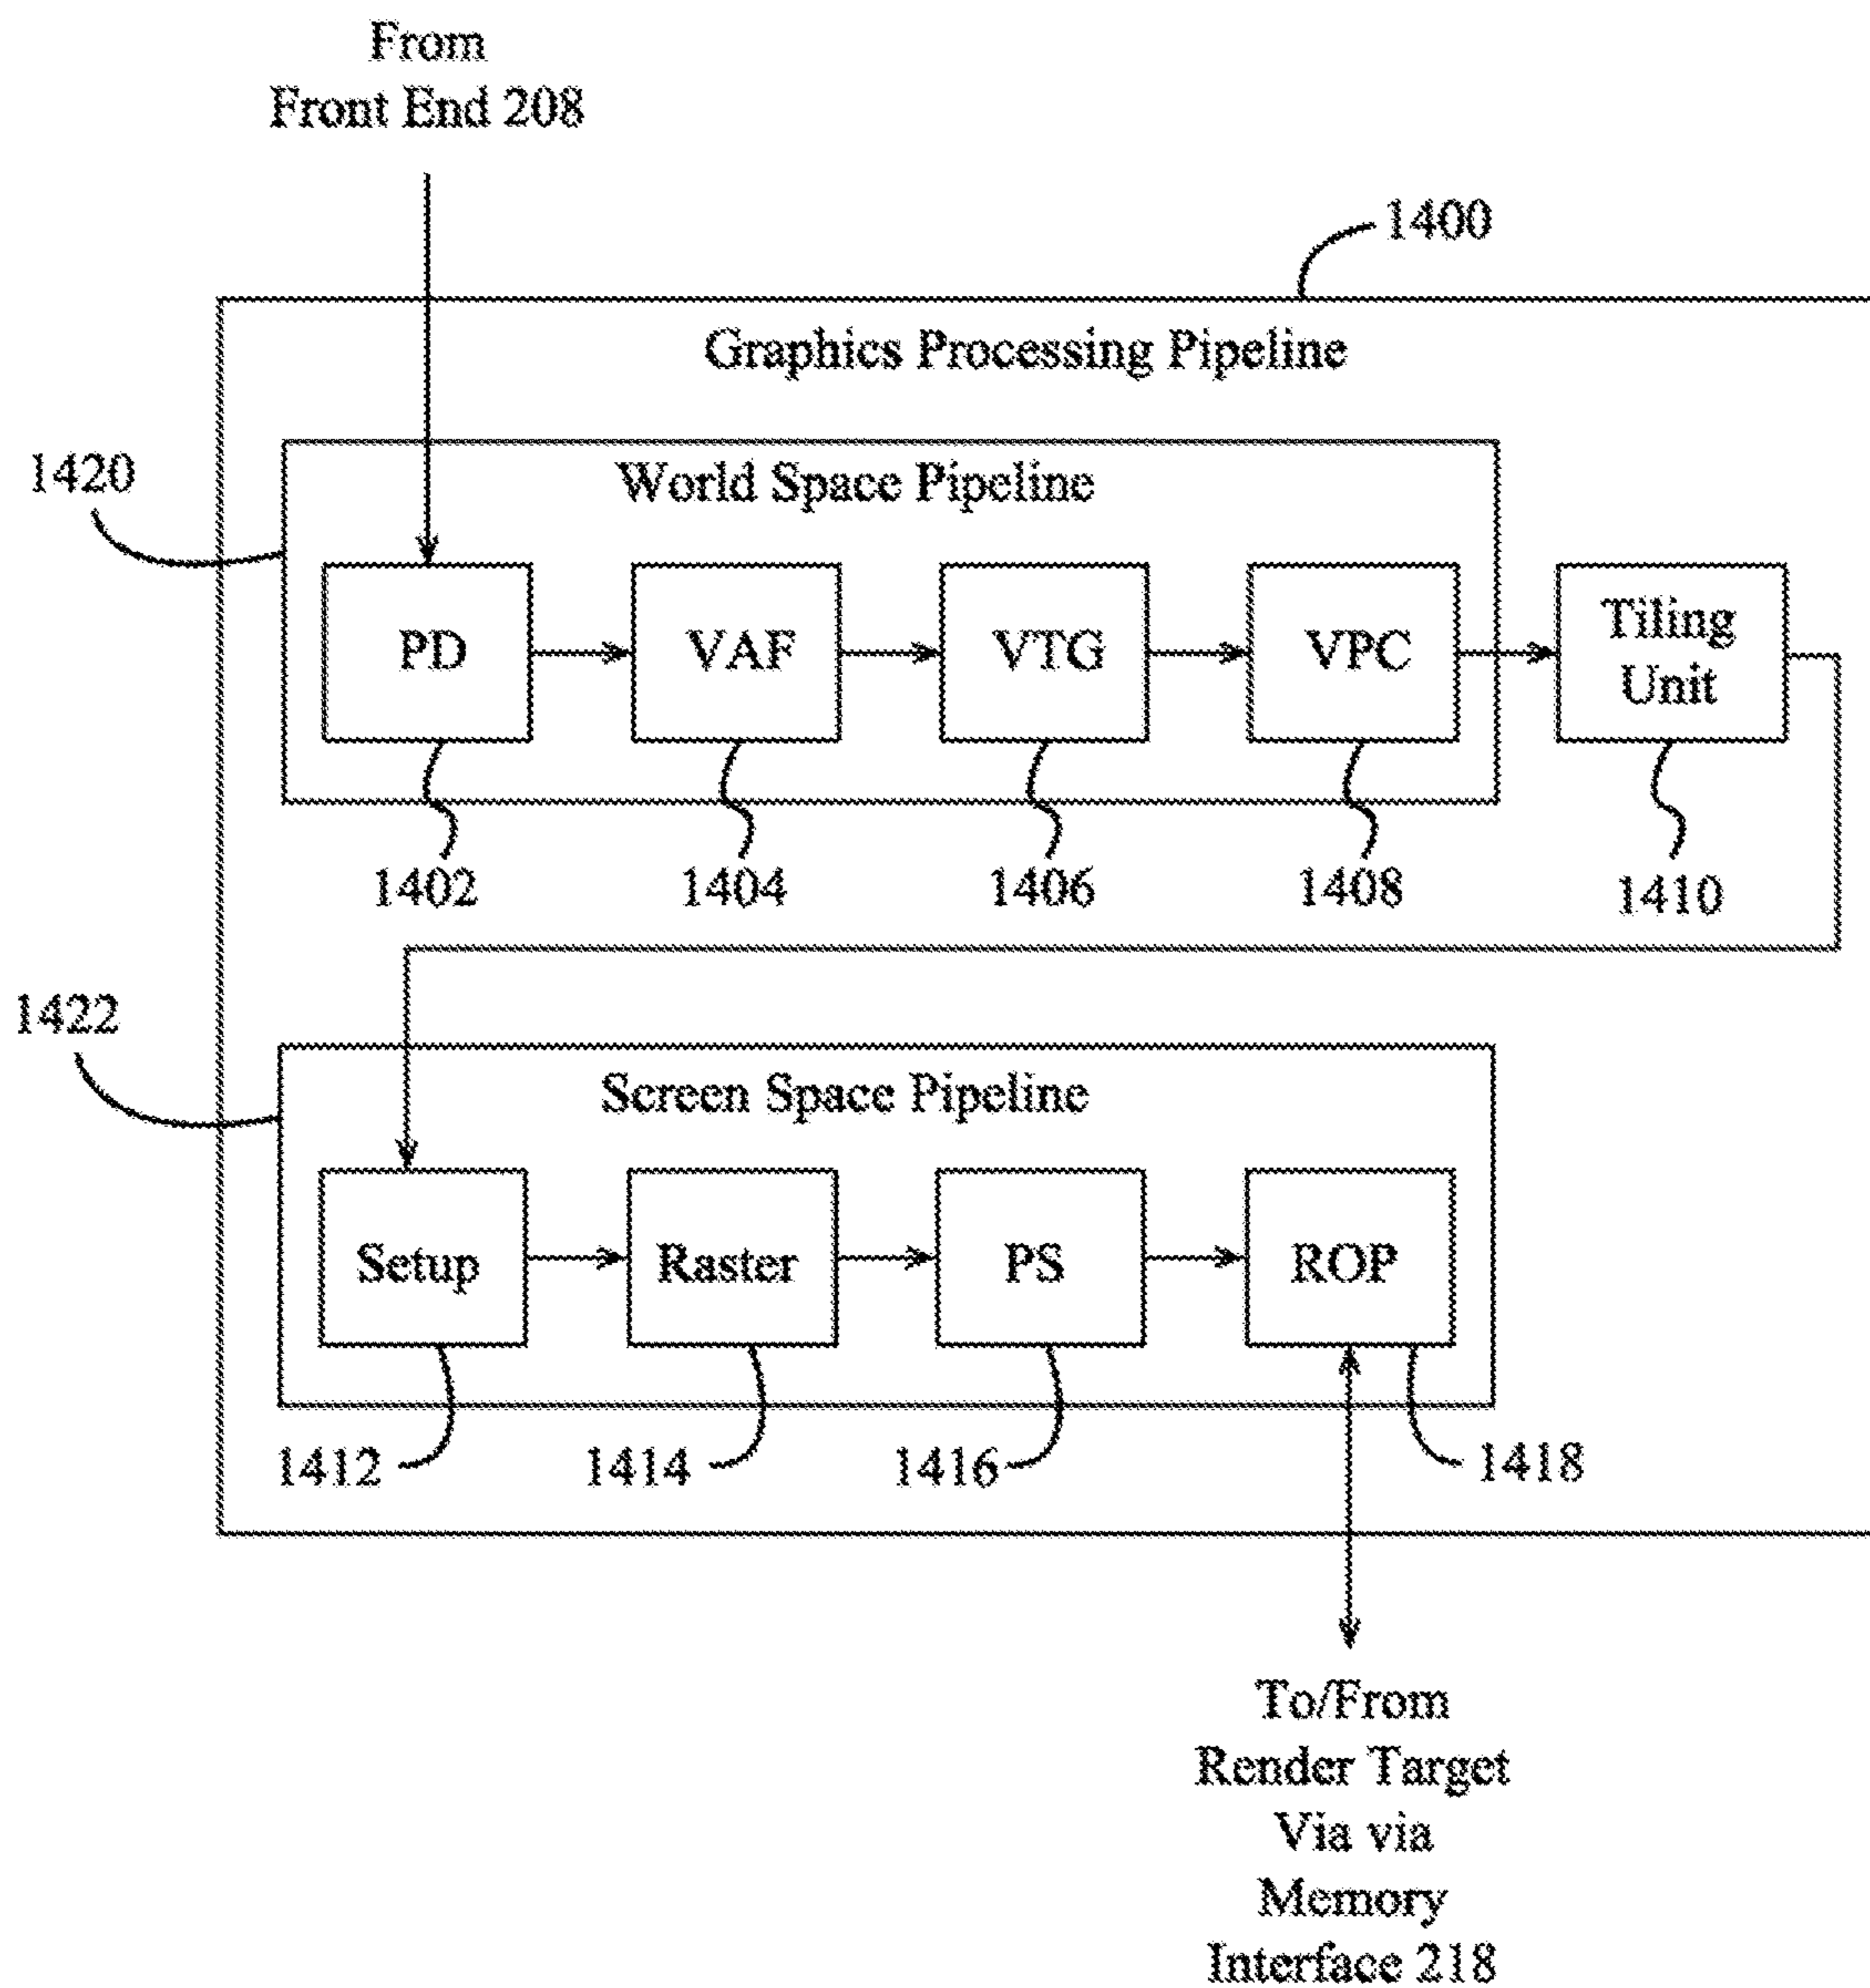 From
Front End 208
1400
Graphics Processing Pipeline
1420
World Space Pipeline
PD
VAF
VTG
VPC
Tiling
Unit
1402
1404
1406
1408
1410
1422
Screen Space Pipeline
Setup
Raster
PS
ROP
1412
1414
1416
1418
To/From
Render Target
Via via
Memory
Interface 218